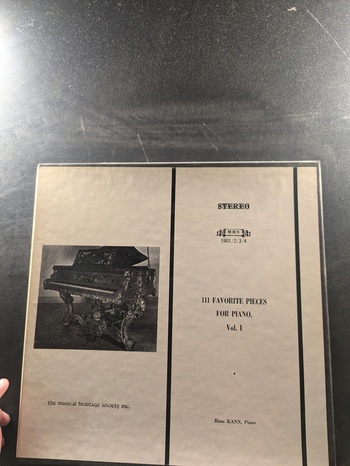 STEREO
MHS
1901/2/3/4
111 FAVORITE PIECES
FOR PIANO,
Vol. I
the musical heritage society inc.
Hans KANN, Piano